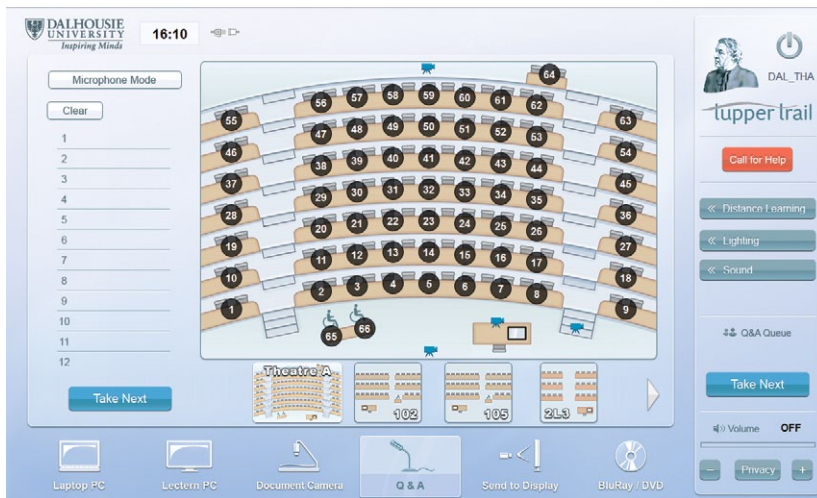 DALHOUSIE
UNIVERSITY
Inspiring Minds
16:10
DAL_THA
tupper trail
Microphone Mode
Clear
1
2
3
4
5
6
7
8
9
10
11
12
Take Next
64
55 56 57 58 59 60 61 62 63
46 47 48 49 50 51 52 53 54
37 38 39 40 41 42 43 44 45
28 29 30 31 32 33 34 35 36
19 20 21 22 23 24 25 26 27
10 11 12 13 14 15 16 17 18
1 2 3 4 5 6 7 8 9
65 66
Theatre A
102
105
2L3
Call for Help
« Distance Learning
« Lighting
« Sound
Q&A Queue
Take Next
Volume OFF
- Privacy +
Laptop PC
Lectern PC
Document Camera
Q & A
Send to Display
BluRay / DVD